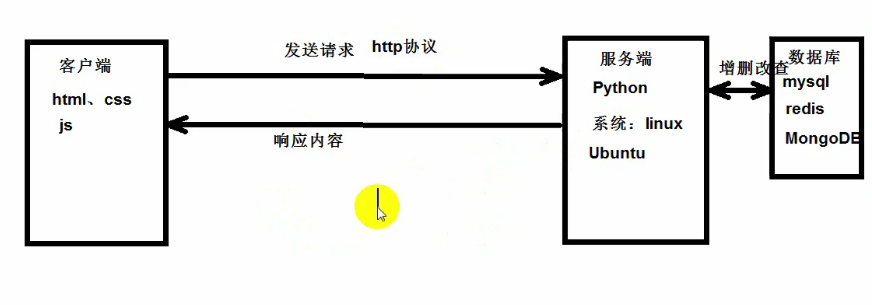 客户端
html、css
js
发送请求
http协议
响应内容
服务端
Python
系统：linux
Ubuntu
增删改查
数据库
mysql
redis
MongoDB